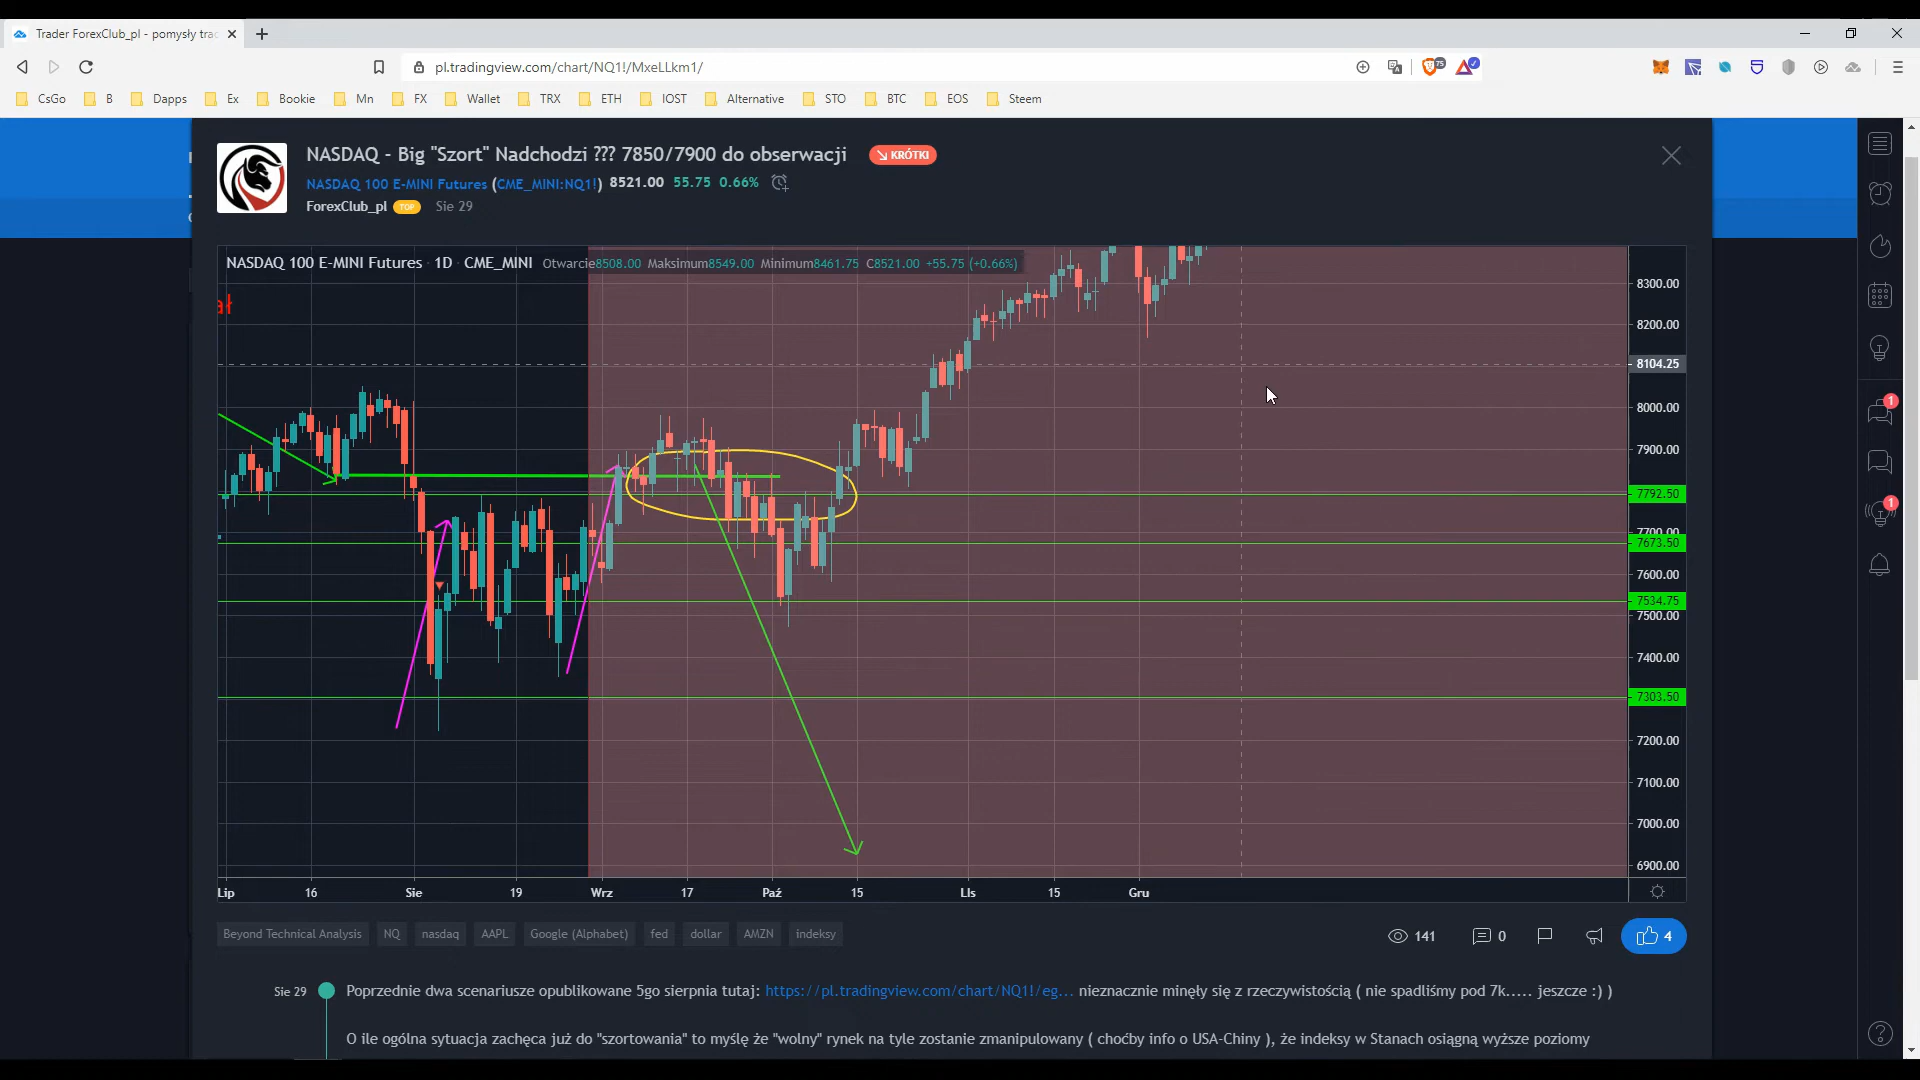 Trader ForexClub_pl - pomysły trac
pl.tradingview.com/chart/NQ1!/MxeLLkm1/
75
CsGo B Dapps Ex Bookie Mn FX Wallet TRX ETH IOST Alternative STO BTC EOS Steem
NASDAQ - Big "Szort" Nadchodzi ??? 7850/7900 do obserwacji KRÓTKI
NASDAQ 100 E-MINI Futures (CME_MINI:NQ1!) 8521.00 55.75 0.66%
ForexClub_pl TOP Sie 29
NASDAQ 100 E-MINI Futures · 1D · CME_MINI Otwarcie8508.00 Maksimum8549.00 Minimum8461.75 C8521.00 +55.75 (+0.66%)
ał
8300.00
8200.00
8104.25
8000.00
7900.00
7792.50
7700.00
7673.50
7600.00
7534.75
7500.00
7400.00
7303.50
7200.00
7100.00
7000.00
6900.00
Lip 16 Sie 19 Wrz 17 Paź 15 Lis 15 Gru
1
1
Beyond Technical Analysis NQ nasdaq AAPL Google (Alphabet) fed dollar AMZN indeksy
141 0 4
Sie 29 Poprzednie dwa scenariusze opublikowane 5go sierpnia tutaj: https://pl.tradingview.com/chart/NQ1!/eg... nieznacznie minęły się z rzeczywistością ( nie spadliśmy pod 7k..... jeszcze :) )
O ile ogólna sytuacja zachęca już do "szortowania" to myślę że "wolny" rynek na tyle zostanie zmanipulowany ( choćby info o USA-Chiny ), że indeksy w Stanach osiągną wyższe poziomy